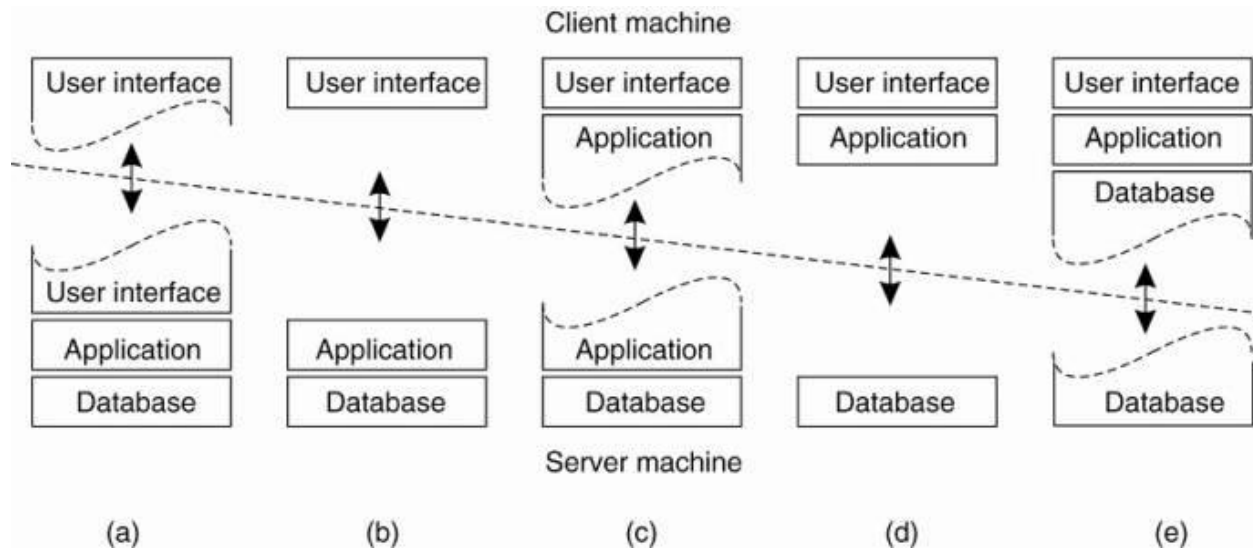 Client machine
User interface User interface User interface User interface User interface
Application Application Application
Database
User interface
Application Application Application
Database Database Database Database Database
Server machine
(a) (b) (c) (d) (e)